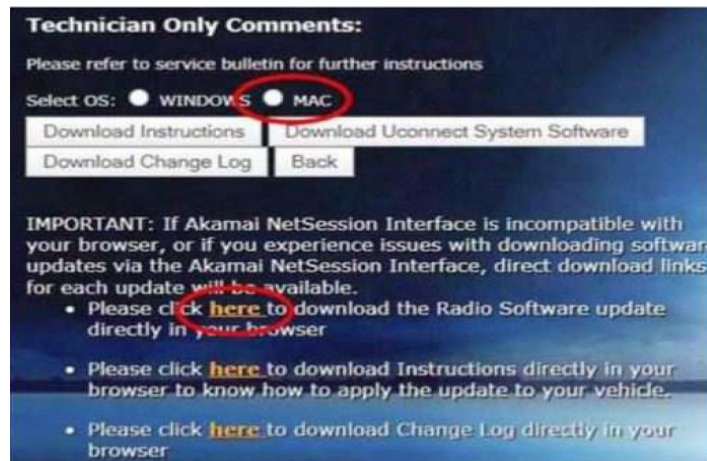 Technician Only Comments:
Please refer to service bulletin for further instructions
Select OS: WINDOWS MAC
Download Instructions Download Uconnect System Software
Download Change Log Back
IMPORTANT: If Akamai NetSession Interface is incompatible with
your browser, or if you experience issues with downloading softwar
updates via the Akamai NetSession Interface, direct download links
for each update will be available.
• Please click here to download the Radio Software update
directly in your browser
• Please click here to download Instructions directly in your
browser to know how to apply the update to your vehicle.
• Please click here to download Change Log directly in your
browser